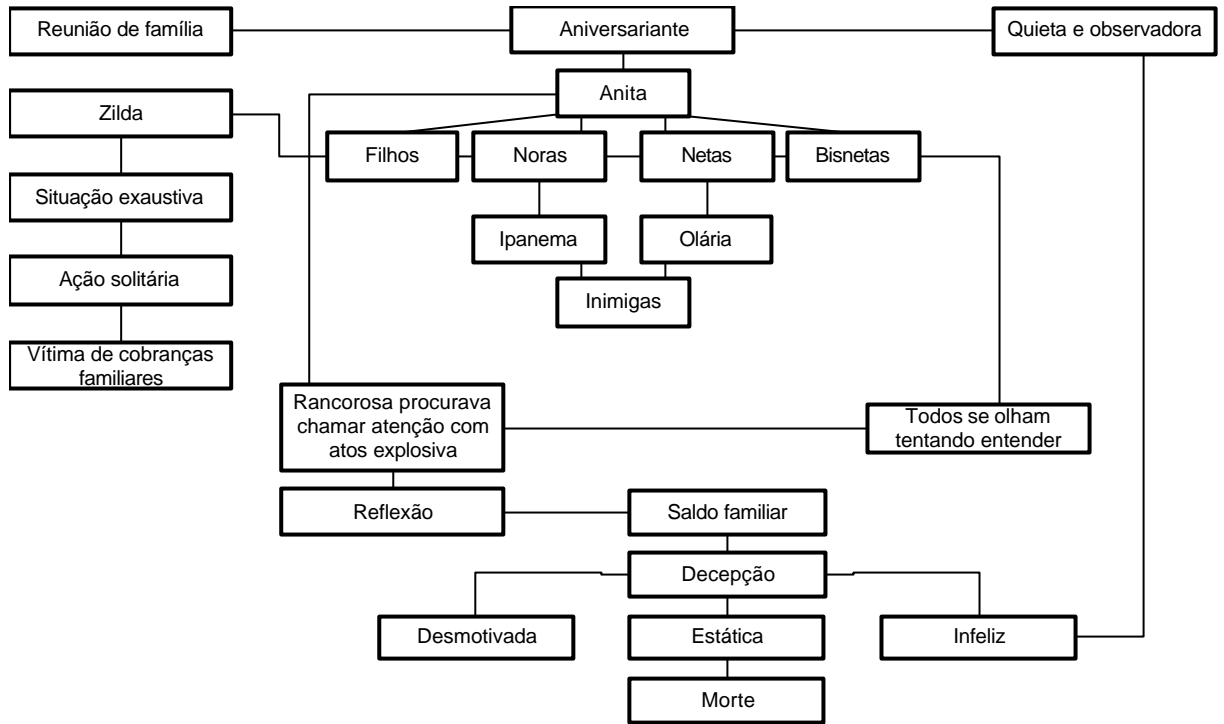 Reunião de família
Aniversariante
Quieta e observadora
Anita
Zilda
Filhos
Noras
Netas
Bisnetas
Situação exaustiva
Ipanema
Olária
Ação solitária
Inimigas
Vítima de cobranças
familiares
Rancorosa procurava
chamar atenção com
atos explosiva
Todos se olham
tentando entender
Reflexão
Saldo familiar
Decepção
Desmotivada
Estática
Infeliz
Morte